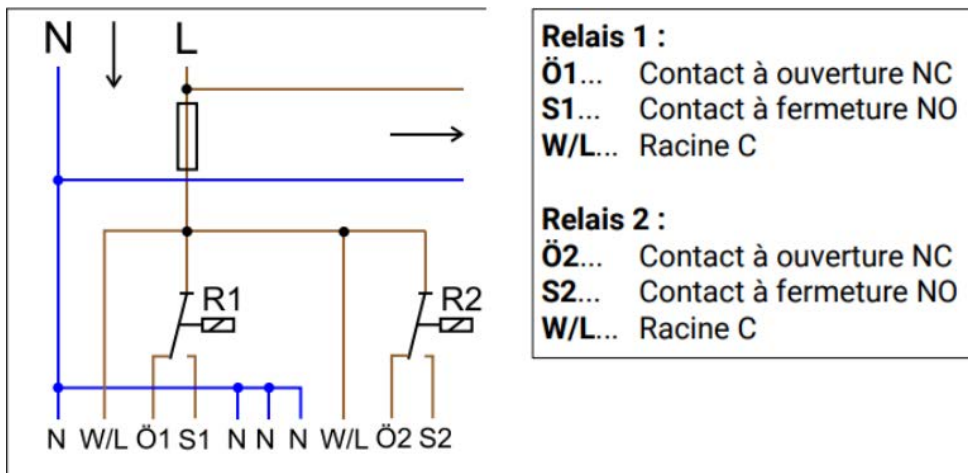 N L
R1 R2
N W/L Ö1 S1 N N N W/L Ö2 S2
Relais 1 :
Ö1... Contact à ouverture NC
S1... Contact à fermeture NO
W/L... Racine C
Relais 2 :
Ö2... Contact à ouverture NC
S2... Contact à fermeture NO
W/L... Racine C